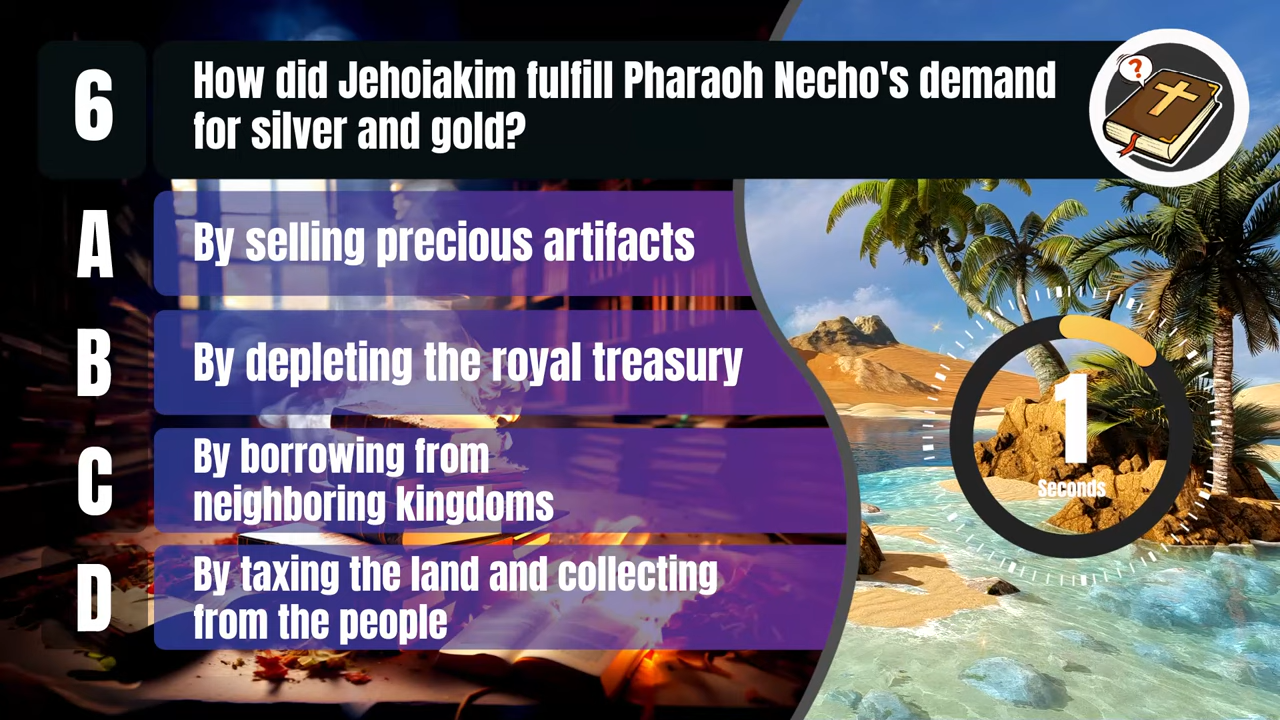 6
How did Jehoiakim fulfill Pharaoh Necho's demand
for silver and gold?
?
A
By selling precious artifacts
B
By depleting the royal treasury
C
By borrowing from
neighboring kingdoms
D
By taxing the land and collecting
from the people
1
Seconds